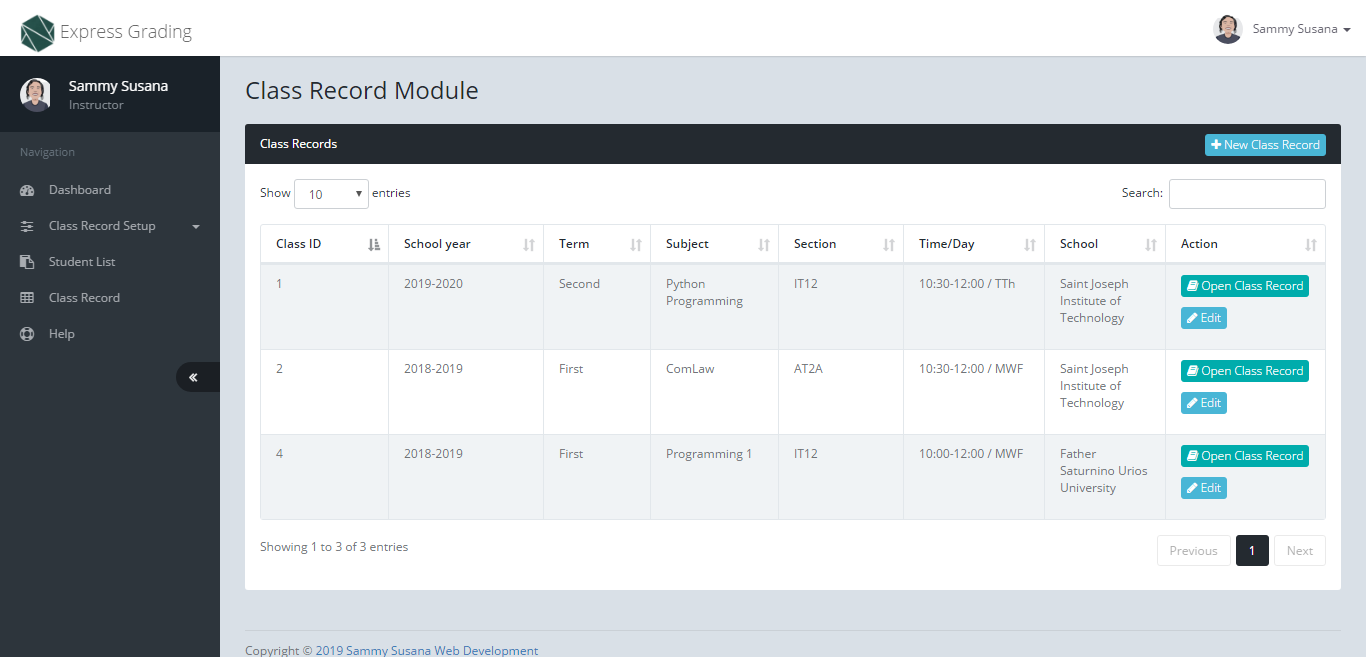 Express Grading
Sammy Susana
Sammy Susana
Instructor
Navigation
Dashboard
Class Record Setup
Student List
Class Record
Help
Class Record Module
Class Records
New Class Record
Show 10 entries
Search:
Class ID School year Term Subject Section Time/Day School Action
1 2019-2020 Second Python IT12 10:30-12:00 / TTh Saint Joseph Open Class Record
Programming Institute of
Technology Edit
2 2018-2019 First ComLaw AT2A 10:30-12:00 / MWF Saint Joseph Open Class Record
Institute of
Technology Edit
4 2018-2019 First Programming 1 IT12 10:00-12:00 / MWF Father Open Class Record
Saturnino Urios
University Edit
Showing 1 to 3 of 3 entries
Previous 1 Next
Copyright © 2019 Sammy Susana Web Development